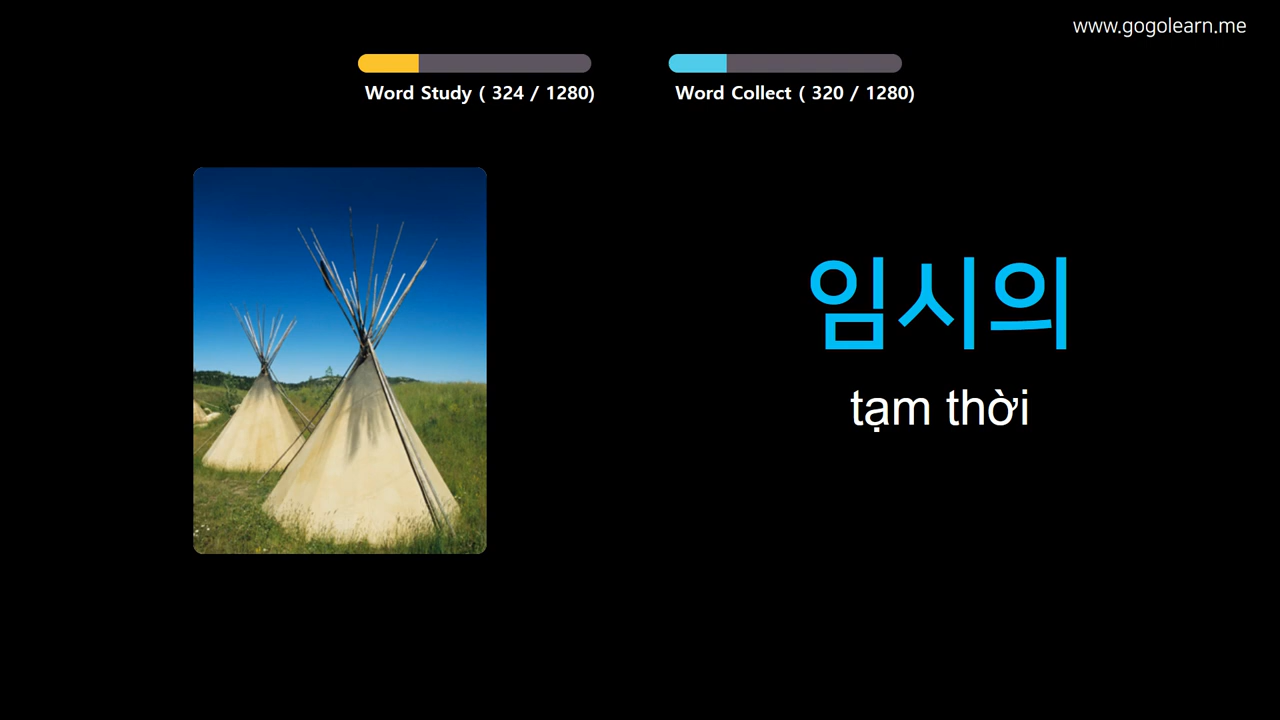 www.gogolearn.me
Word Study ( 324 / 1280)
Word Collect ( 320 / 1280)
임시의
tạm thời